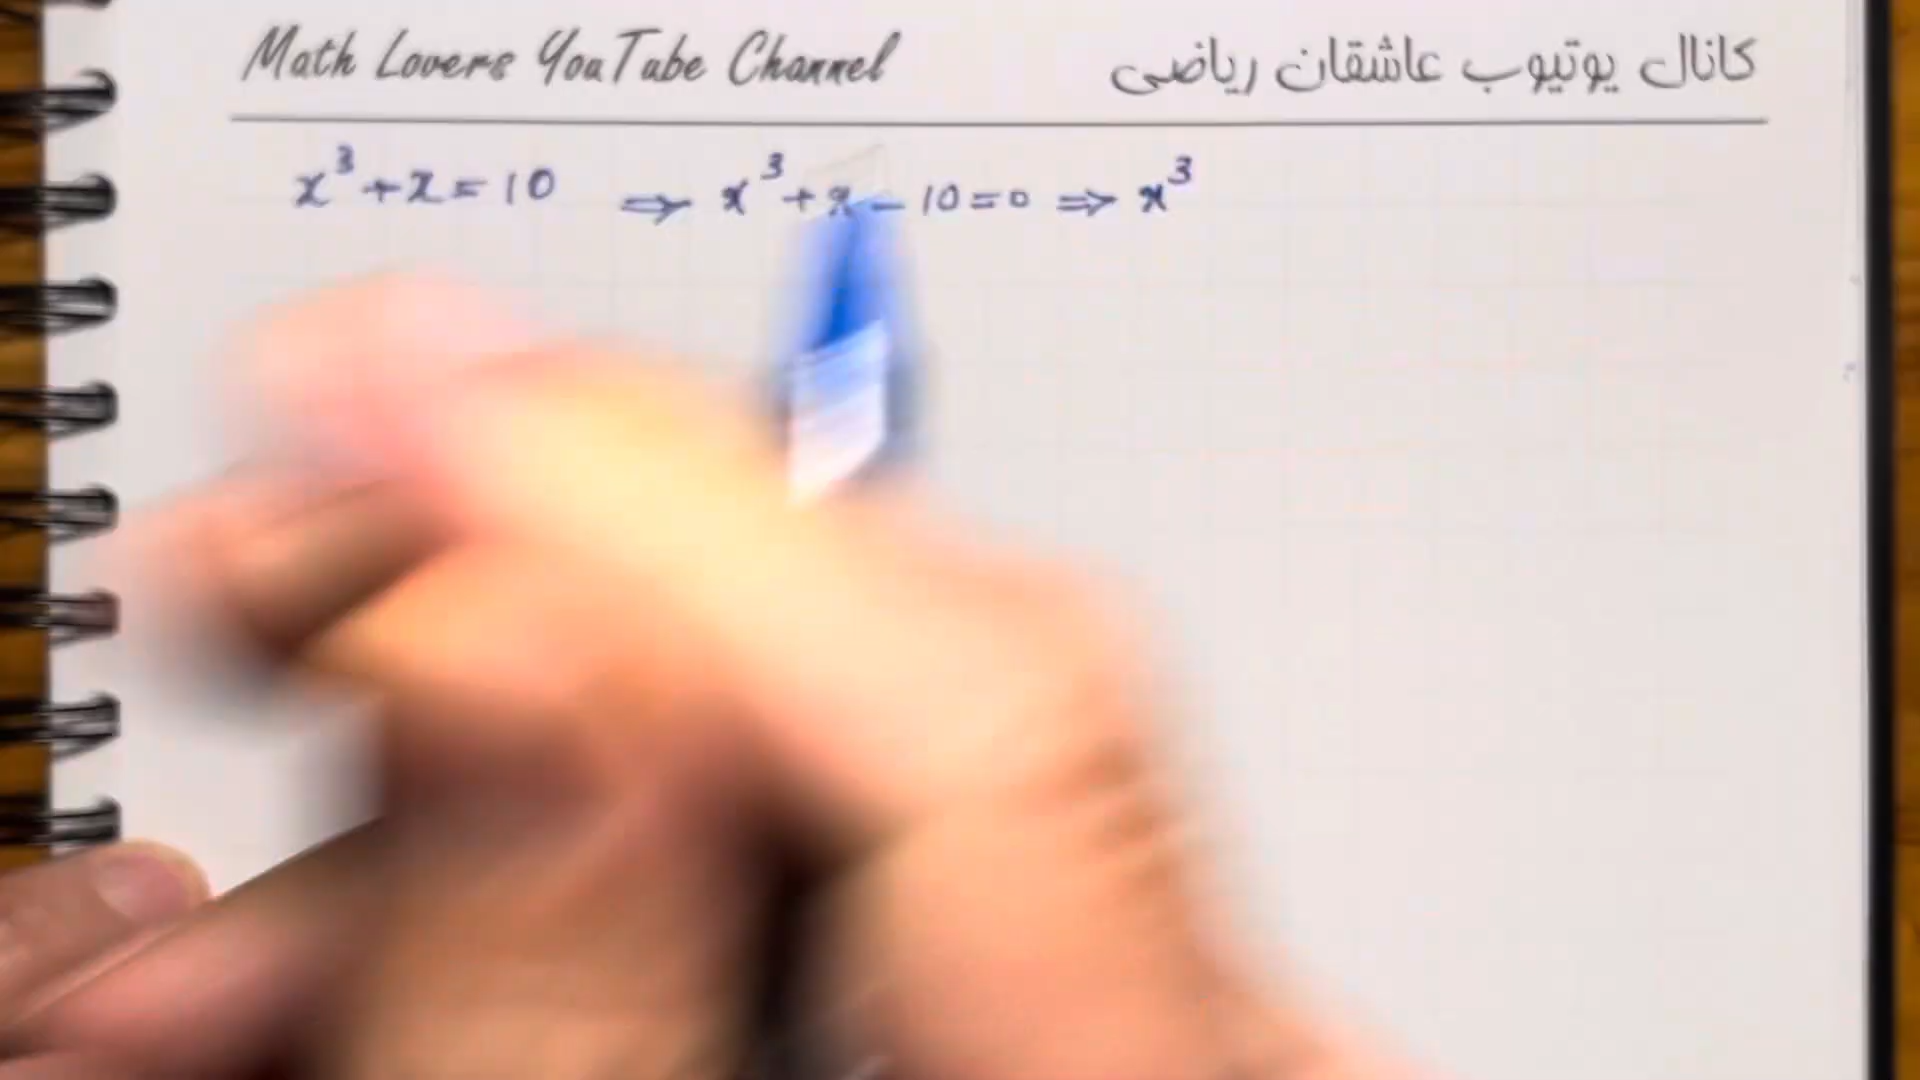 Math Lovers YouTube Channel کانال یوتیوب عاشقان ریاضی
x³+x=10 ⇒ x³+x-10=0 ⇒ x³